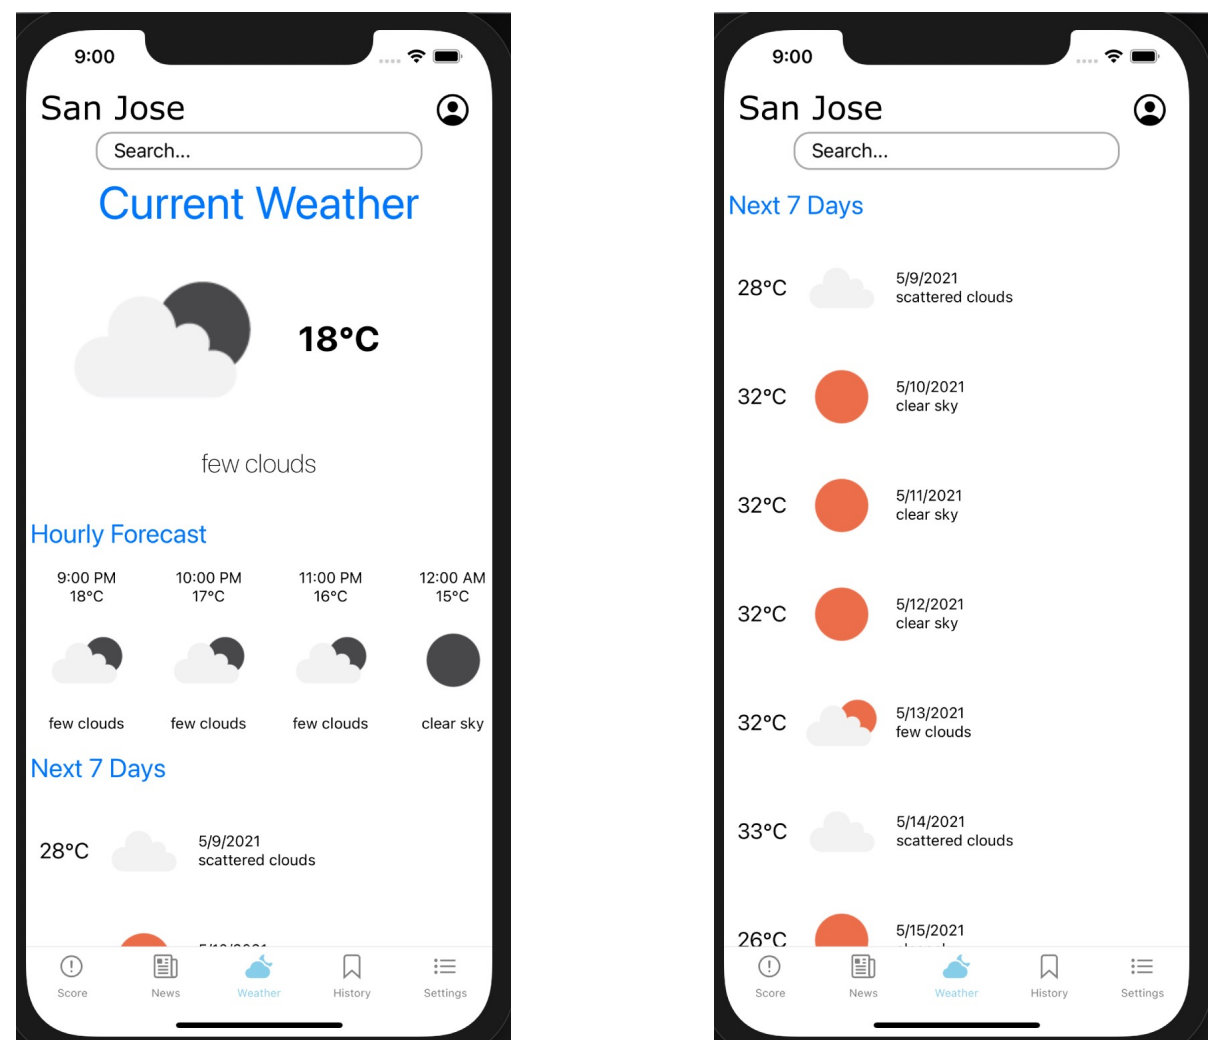 9:00
San Jose
Search...
Current Weather
18°C
few clouds
Hourly Forecast
9:00 PM 10:00 PM 11:00 PM 12:00 AM
18°C 17°C 16°C 15°C
few clouds few clouds few clouds clear sky
Next 7 Days
28°C
5/9/2021
scattered clouds
Score News Weather History Settings
9:00
San Jose
Search...
Next 7 Days
28°C
5/9/2021
scattered clouds
32°C
5/10/2021
clear sky
32°C
5/11/2021
clear sky
32°C
5/12/2021
clear sky
32°C
5/13/2021
few clouds
33°C
5/14/2021
scattered clouds
26°C
5/15/2021
Score News Weather History Settings